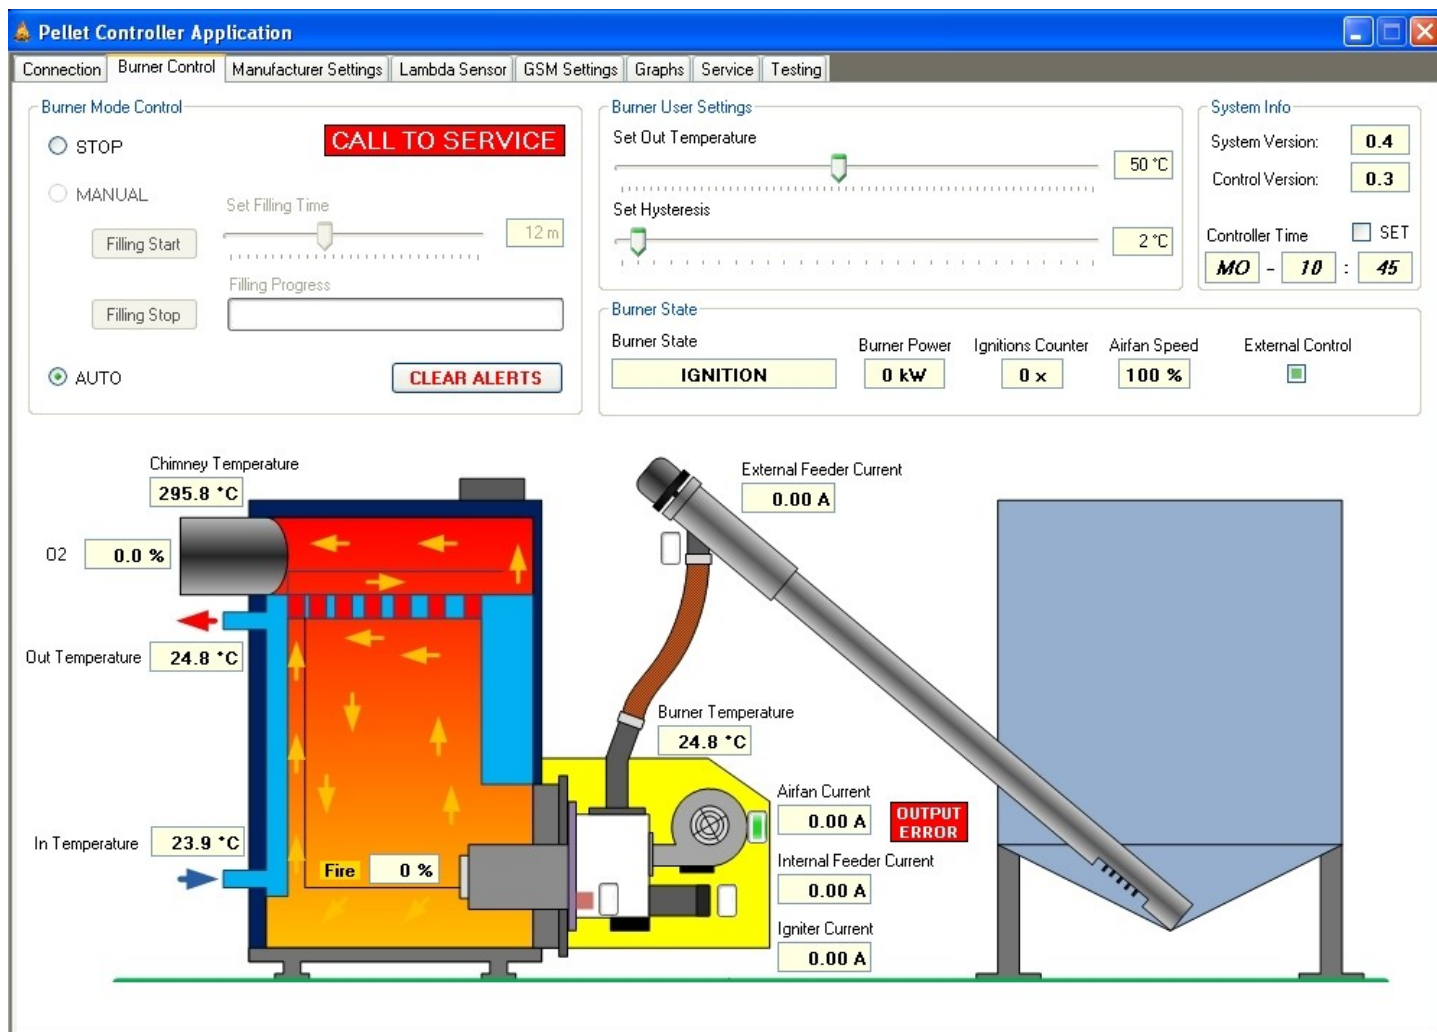 Pellet Controller Application
Connection Burner Control Manufacturer Settings Lambda Sensor GSM Settings Graphs Service Testing
Burner Mode Control
STOP
CALL TO SERVICE
MANUAL
Set Filling Time
Filling Start
12 m
Filling Progress
Filling Stop
AUTO
CLEAR ALERTS
Burner User Settings
Set Out Temperature
50 °C
Set Hysteresis
2 °C
System Info
System Version: 0.4
Control Version: 0.3
Controller Time SET
MO - 10 : 45
Burner State
Burner State Burner Power Ignitions Counter Airfan Speed External Control
IGNITION 0 kW 0 x 100 %
Chimney Temperature
295.8 °C
O2 0.0 %
Out Temperature 24.8 °C
In Temperature 23.9 °C
Fire 0 %
External Feeder Current
0.00 A
Burner Temperature
24.8 °C
Airfan Current
0.00 A
OUTPUT
ERROR
Internal Feeder Current
0.00 A
Igniter Current
0.00 A